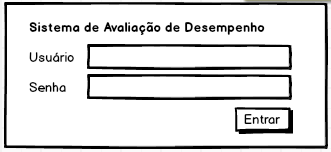 Sistema de Avaliação de Desempenho
Usuário
Senha
Entrar